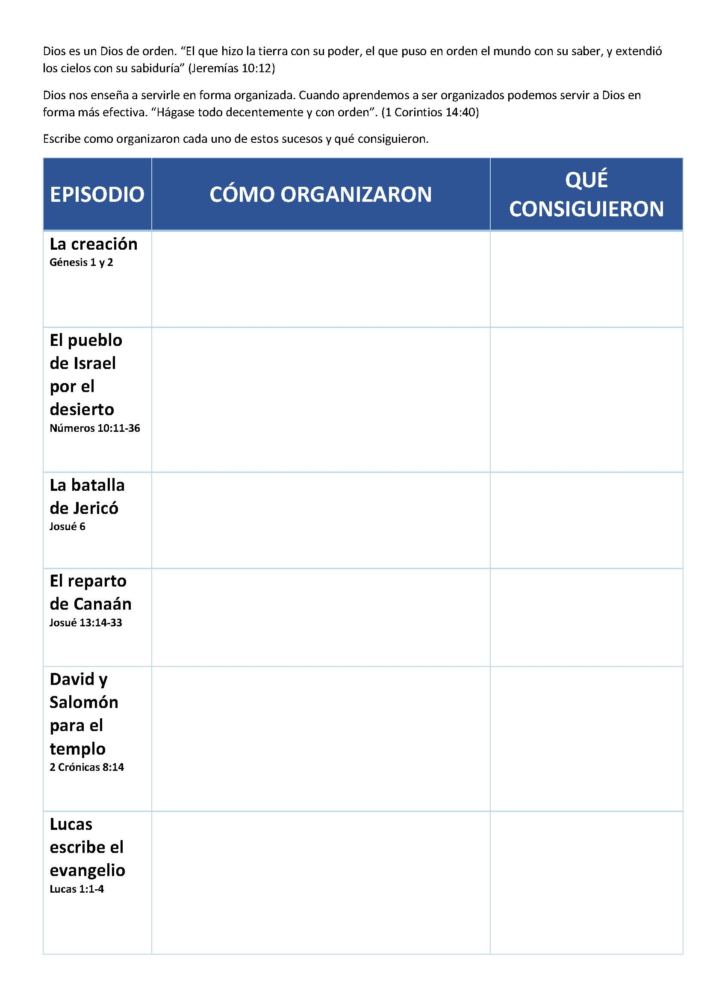 Dios es un Dios de orden. “El que hizo la tierra con su poder, el que puso en orden el mundo con su saber, y extendió
los cielos con su sabiduría” (Jeremías 10:12)
Dios nos enseña a servirle en forma organizada. Cuando aprendemos a ser organizados podemos servir a Dios en
forma más efectiva. “Hágase todo decentemente y con orden”. (1 Corintios 14:40)
Escribe como organizaron cada uno de estos sucesos y qué consiguieron.
EPISODIO
CÓMO ORGANIZARON
QUÉ
CONSIGUIERON
La creación
Génesis 1 y 2
El pueblo
de Israel
por el
desierto
Números 10:11-36
La batalla
de Jericó
Josué 6
El reparto
de Canaán
Josué 13:14-33
David y
Salomón
para el
templo
2 Crónicas 8:14
Lucas
escribe el
evangelio
Lucas 1:1-4